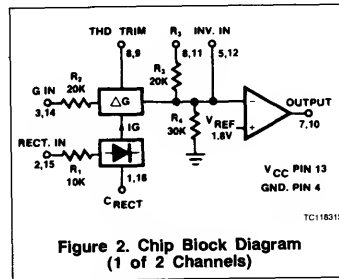 THD TRIM R3 INV. IN
8,9 8,11 5,12
R3
20K
G IN R2
20K
3,14
ΔG
IG
RECT. IN
2,15
R1
10K
1,16
CRECT
R4
30K
VREF
1.8V
−
+
OUTPUT
7,10
VCC PIN 13
GND. PIN 4
Figure 2. Chip Block Diagram
(1 of 2 Channels)